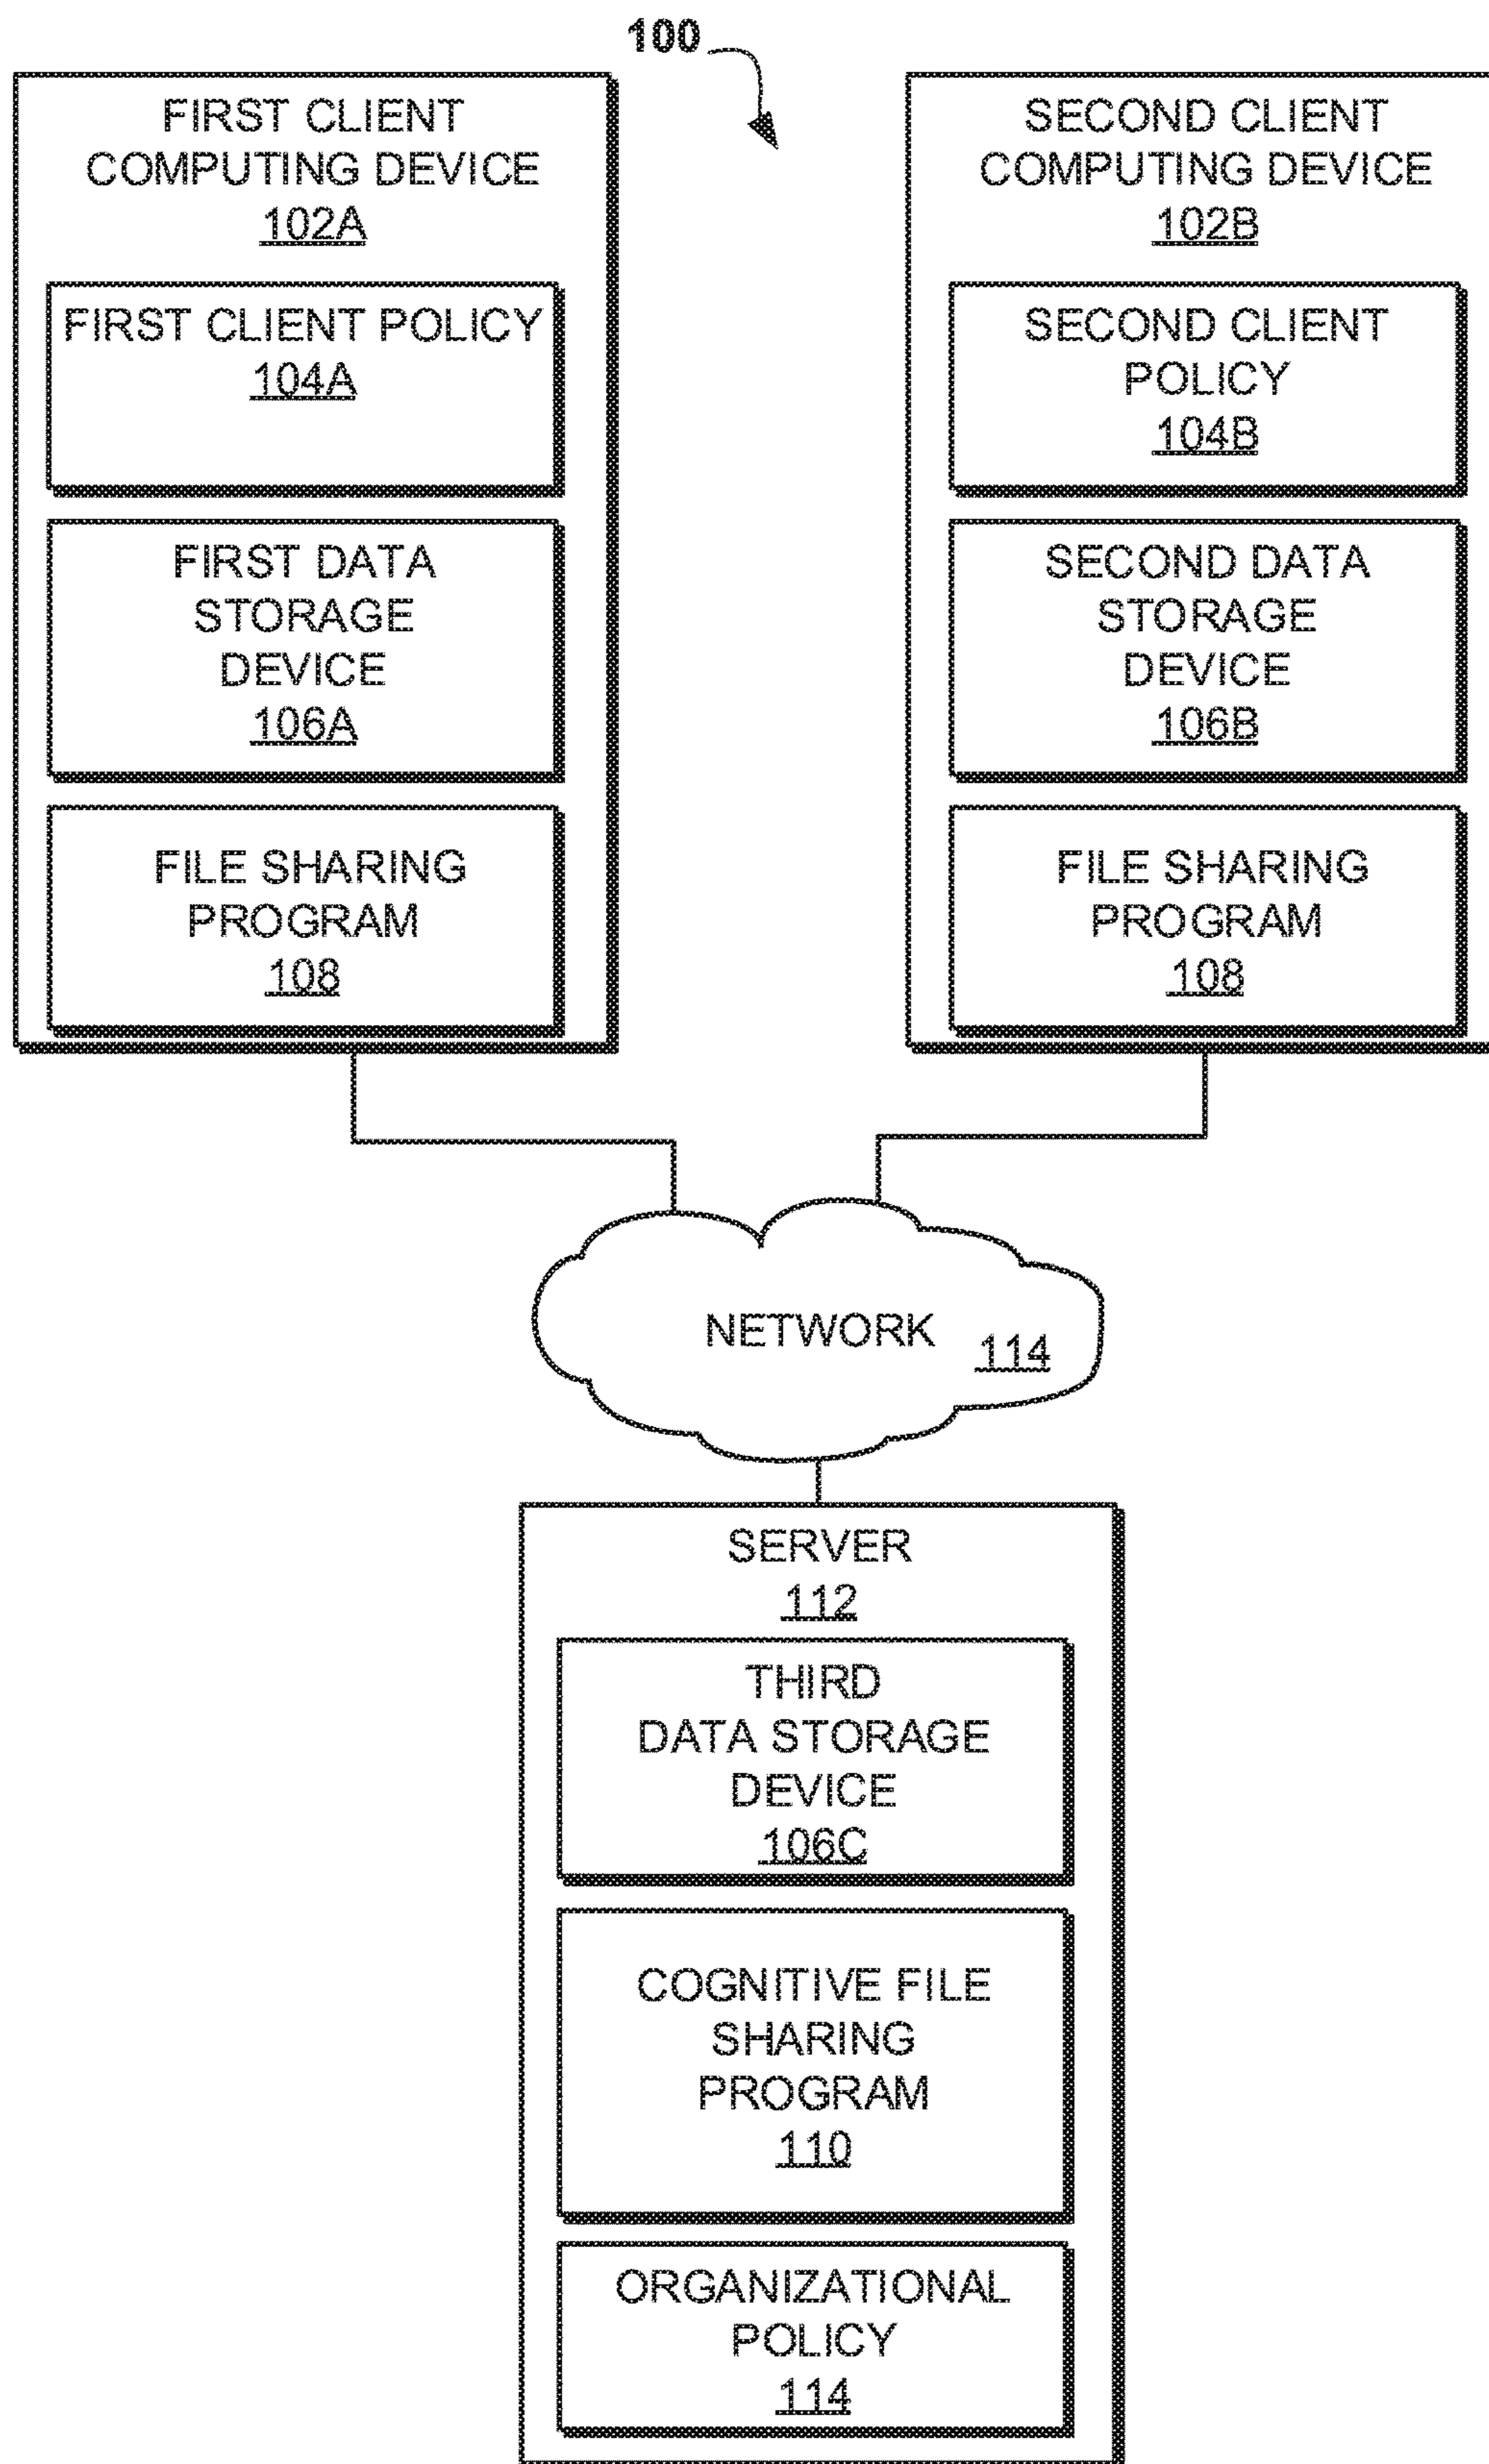 100
FIRST CLIENT
COMPUTING DEVICE
102A
FIRST CLIENT POLICY
104A
FIRST DATA
STORAGE
DEVICE
106A
FILE SHARING
PROGRAM
108
SECOND CLIENT
COMPUTING DEVICE
102B
SECOND CLIENT
POLICY
104B
SECOND DATA
STORAGE
DEVICE
106B
FILE SHARING
PROGRAM
108
NETWORK 114
SERVER
112
THIRD
DATA STORAGE
DEVICE
106C
COGNITIVE FILE
SHARING
PROGRAM
110
ORGANIZATIONAL
POLICY
114